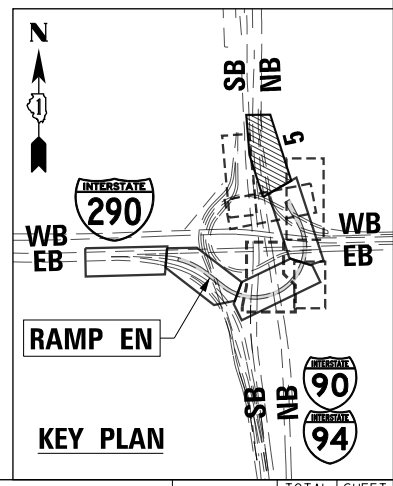 N
SB
NB
1
5
INTERSTATE
290
WB
EB
WB
EB
RAMP EN
INTERSTATE
90
INTERSTATE
94
SB
NB
KEY PLAN
TOTAL SHEET